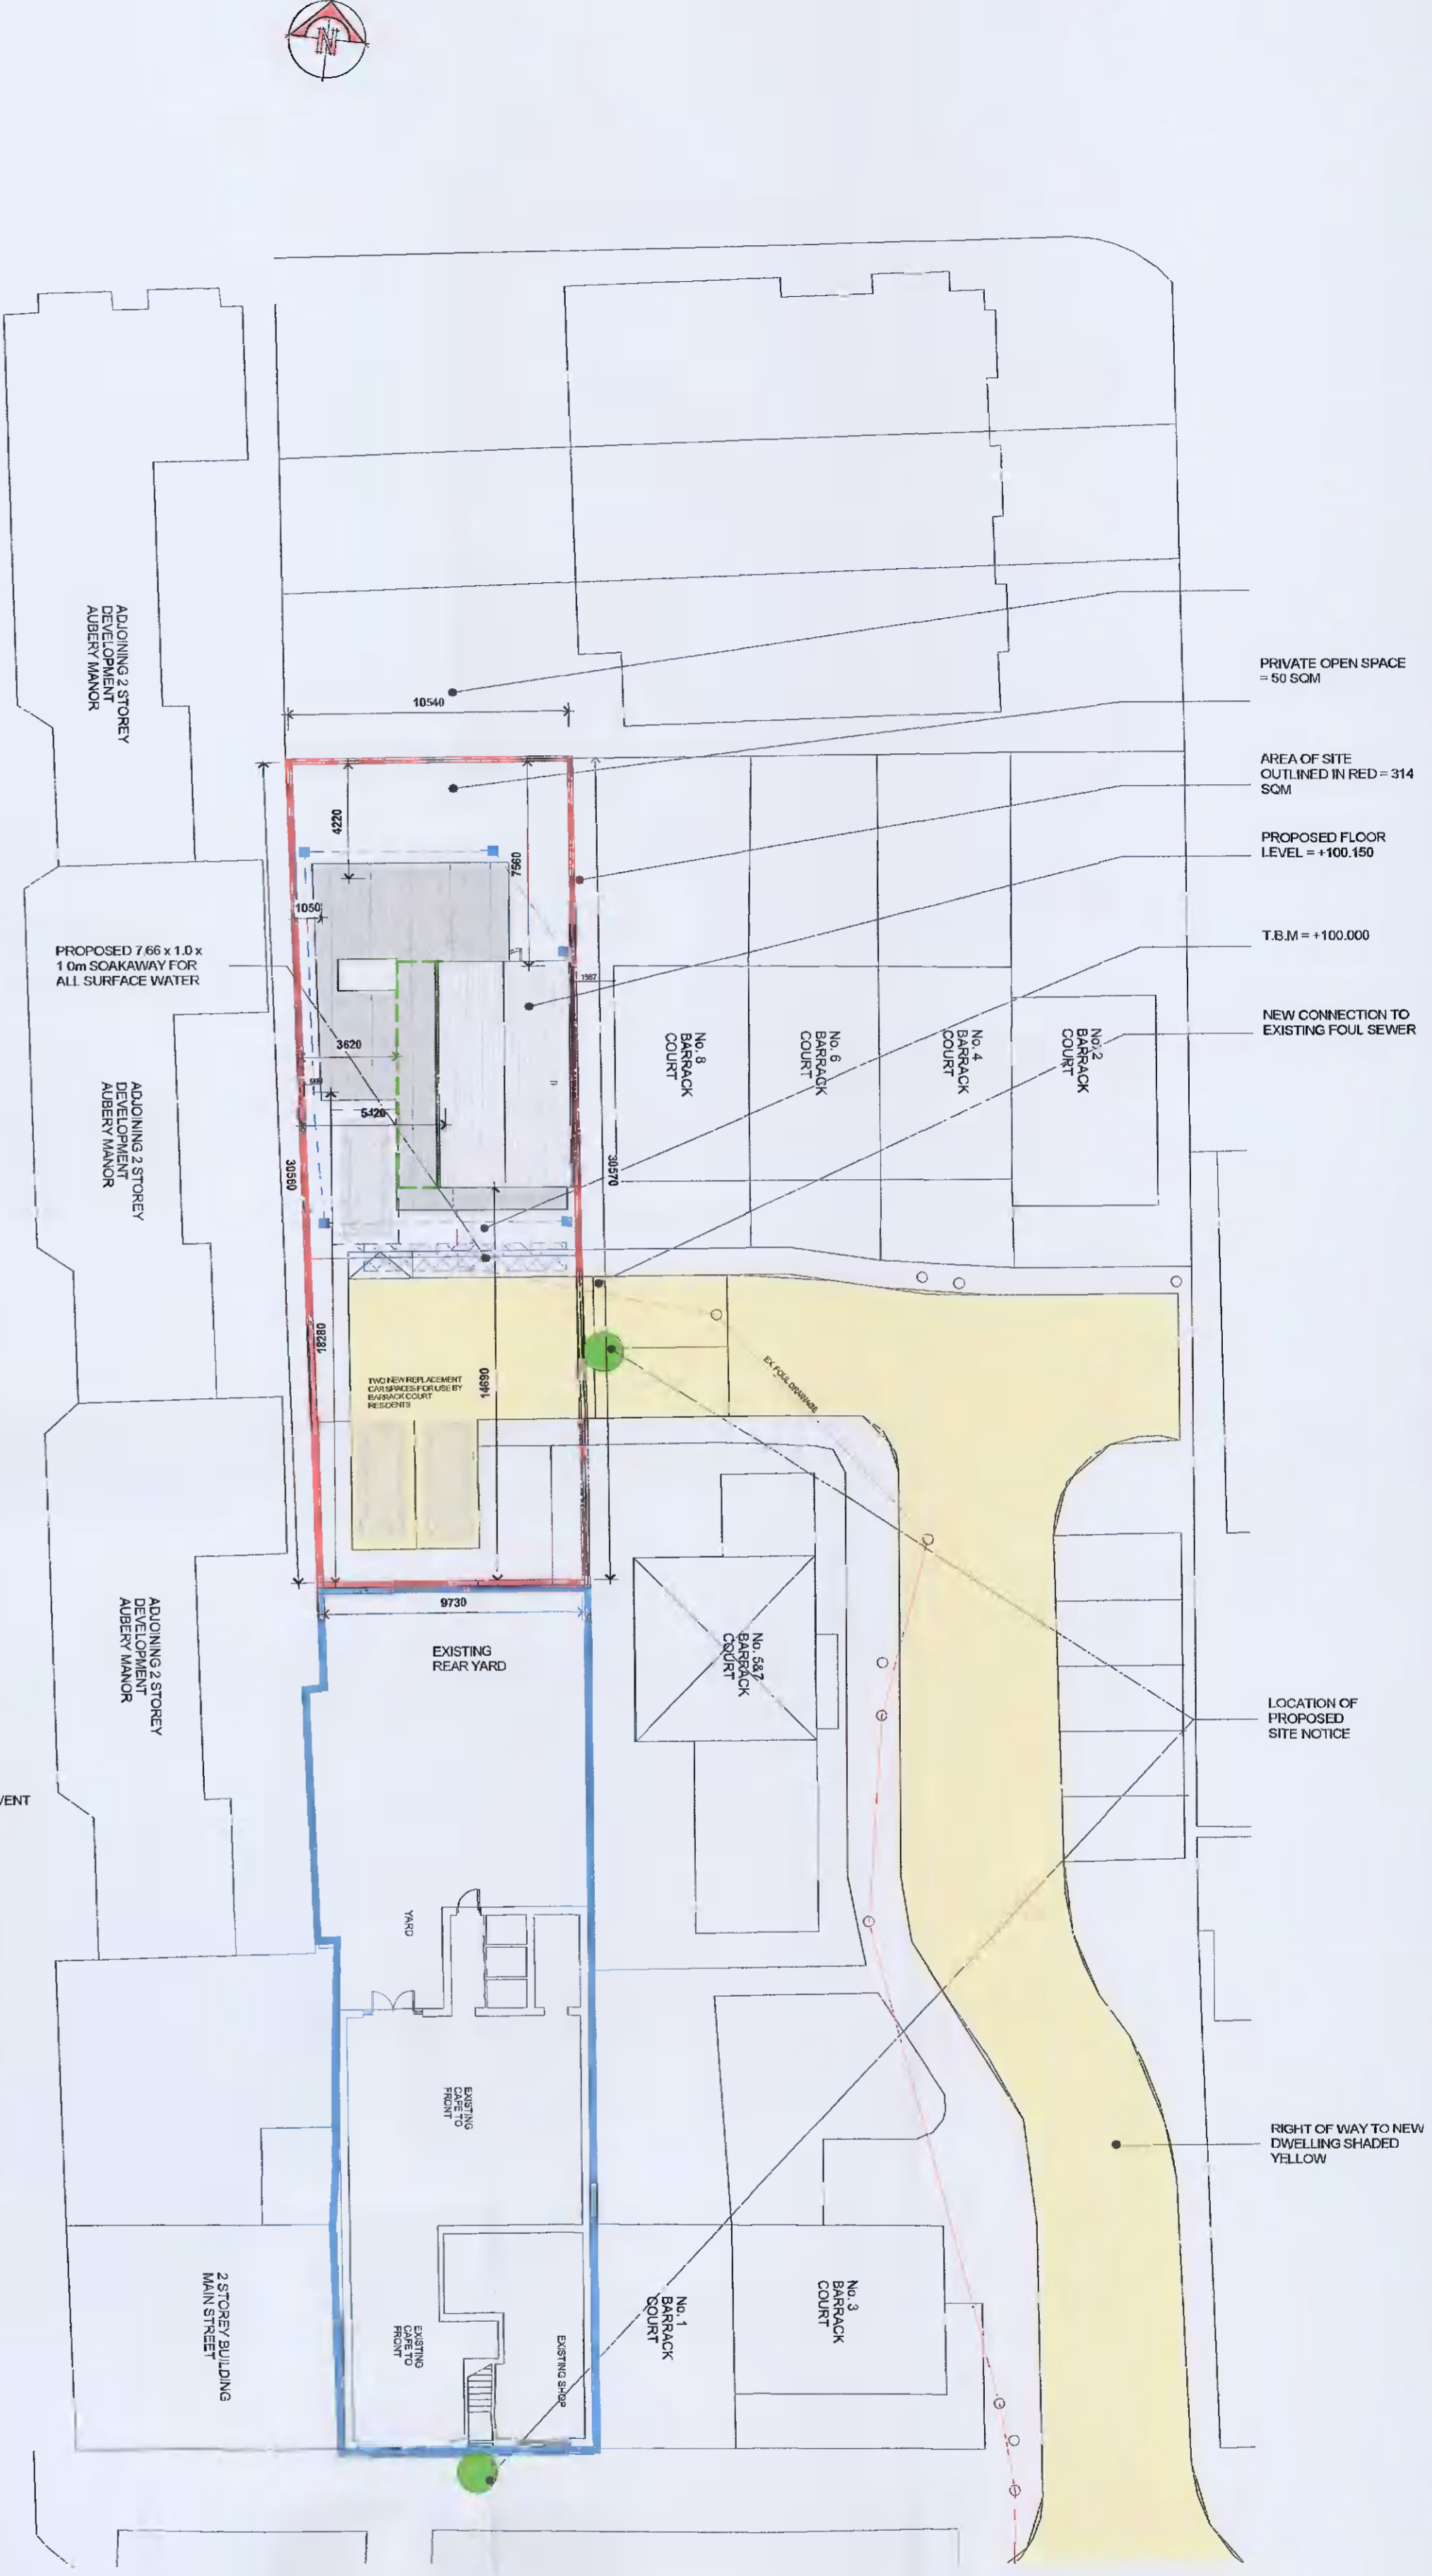 N
PRIVATE OPEN SPACE
= 50 SQM
10540
AREA OF SITE
OUTLINED IN RED = 314
SQM
ADJOINING 2 STOREY
DEVELOPMENT
AUBERY MANOR
4220
7560
PROPOSED FLOOR
LEVEL = +100.150
1050
T.B.M = +100.000
PROPOSED 7.66 x 1.0 x
1.0m SOAKAWAY FOR
ALL SURFACE WATER
1987
NEW CONNECTION TO
EXISTING FOUL SEWER
3620
No. 8
BARRACK
COURT
No. 6
BARRACK
COURT
No. 4
BARRACK
COURT
No. 2
BARRACK
COURT
5420
ADJOINING 2 STOREY
DEVELOPMENT
AUBERY MANOR
30560
30570
18280
14690
TWO NEW REPLACEMENT
CAR SPACES FOR USE BY
BARRACK COURT
RESIDENTS
EX. FOUL DRAINAGE
9730
EXISTING
REAR YARD
No. 5&7
BARRACK
COURT
ADJOINING 2 STOREY
DEVELOPMENT
AUBERY MANOR
LOCATION OF
PROPOSED
SITE NOTICE
VENT
YARD
EXISTING
CAFE TO
FRONT
RIGHT OF WAY TO NEW
DWELLING SHADED
YELLOW
2 STOREY BUILDING
MAIN STREET
EXISTING
CAFE TO
FRONT
EXISTING SHOP
No. 1
BARRACK
COURT
No. 3
BARRACK
COURT